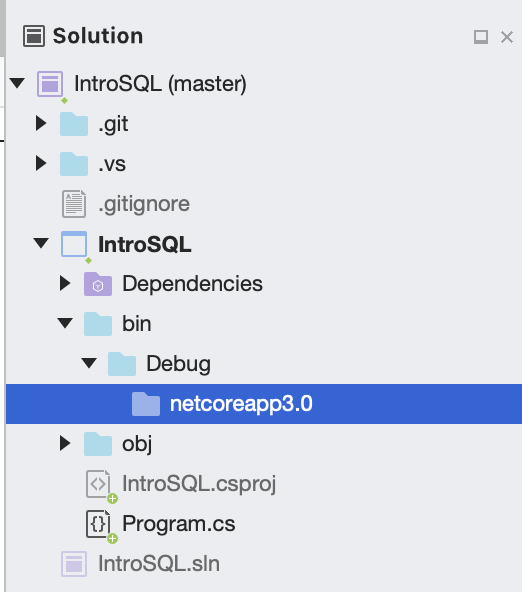 Solution
IntroSQL (master)
.git
.vs
.gitignore
IntroSQL
Dependencies
bin
Debug
netcoreapp3.0
obj
IntroSQL.csproj
Program.cs
IntroSQL.sln